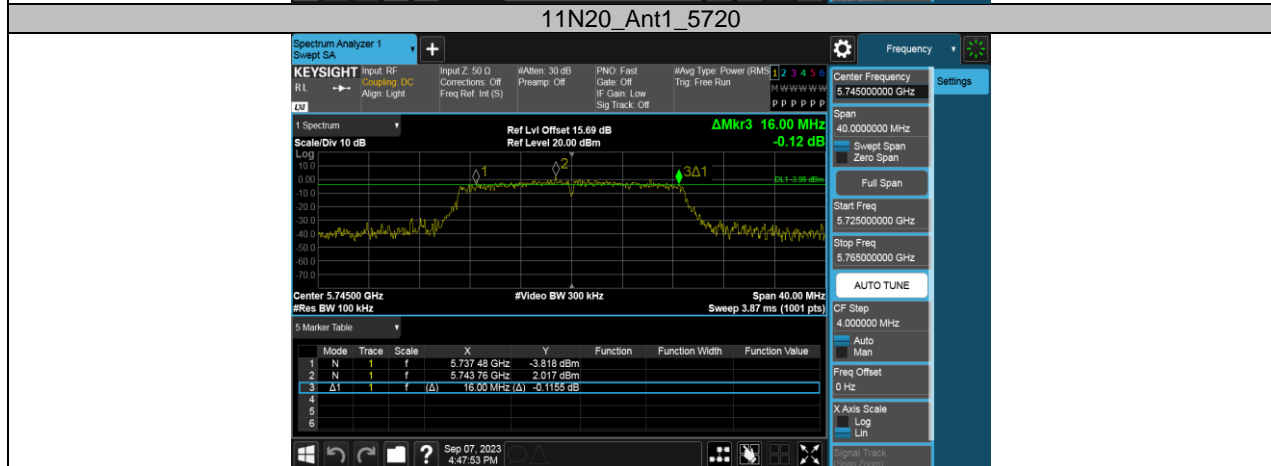 11N20_Ant1_5720
Spectrum Analyzer 1
Swept SA
+
Frequency
KEYSIGHT
RL
LXI
Input: RF
Coupling: DC
Align: Light
Input Z: 50 Ω
Corrections: Off
Freq Ref: Int (S)
#Atten: 30 dB
Preamp: Off
PNO: Fast
Gate: Off
IF Gain: Low
Sig Track: Off
#Avg Type: Power (RMS
Trig: Free Run
1 2 3 4 5 6
M W W W W W
P P P P P P
Center Frequency
5.745000000 GHz
Settings
1 Spectrum
Scale/Div 10 dB
Ref Lvl Offset 15.69 dB
Ref Level 20.00 dBm
ΔMkr3 16.00 MHz
-0.12 dB
Span
40.0000000 MHz
Swept Span
Zero Span
Full Span
Start Freq
5.725000000 GHz
Stop Freq
5.765000000 GHz
AUTO TUNE
CF Step
4.000000 MHz
Auto
Man
Freq Offset
0 Hz
X Axis Scale
Log
Lin
Signal Track
(Span Zoom)
Log
10.0
0.00
-10.0
-20.0
-30.0
-40.0
-50.0
-60.0
-70.0
1
2
3Δ1
DL1 -3.98 dBm
Center 5.74500 GHz
#Res BW 100 kHz
#Video BW 300 kHz
Span 40.00 MHz
Sweep 3.87 ms (1001 pts)
5 Marker Table
Mode Trace Scale X Y Function Function Width Function Value
1 N 1 f 5.737 48 GHz -3.818 dBm
2 N 1 f 5.743 76 GHz 2.017 dBm
3 Δ1 1 f (Δ) 16.00 MHz (Δ) -0.1155 dB
4
5
6
?
Sep 07, 2023
4:47:53 PM